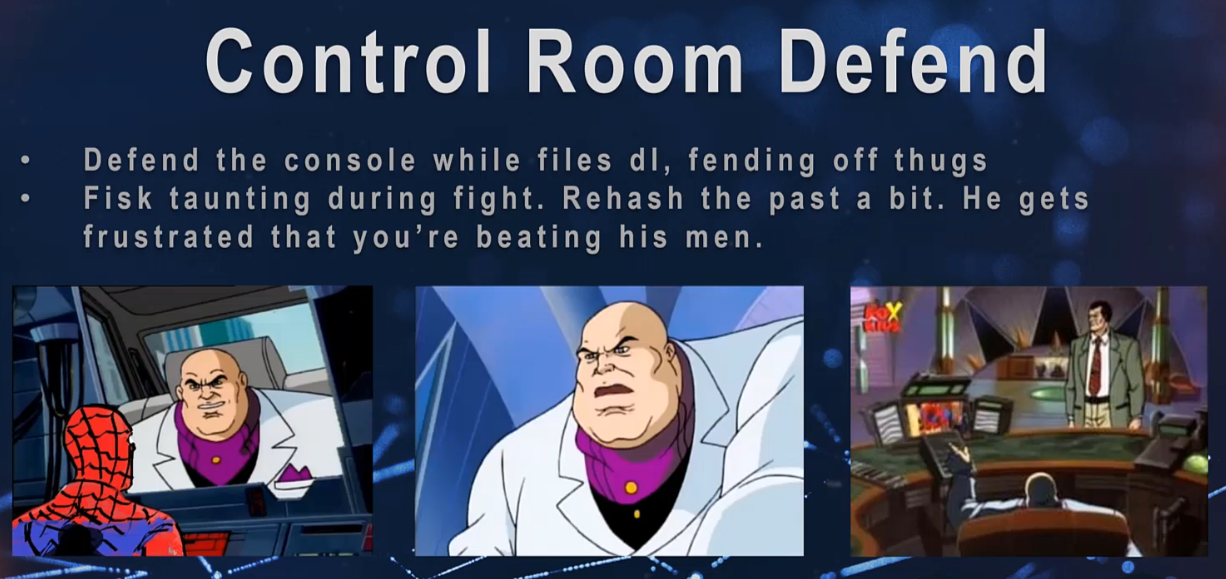 Control Room Defend
• Defend the console while files dl, fending off thugs
• Fisk taunting during fight. Rehash the past a bit. He gets
frustrated that you're beating his men.
FOX
KIDS